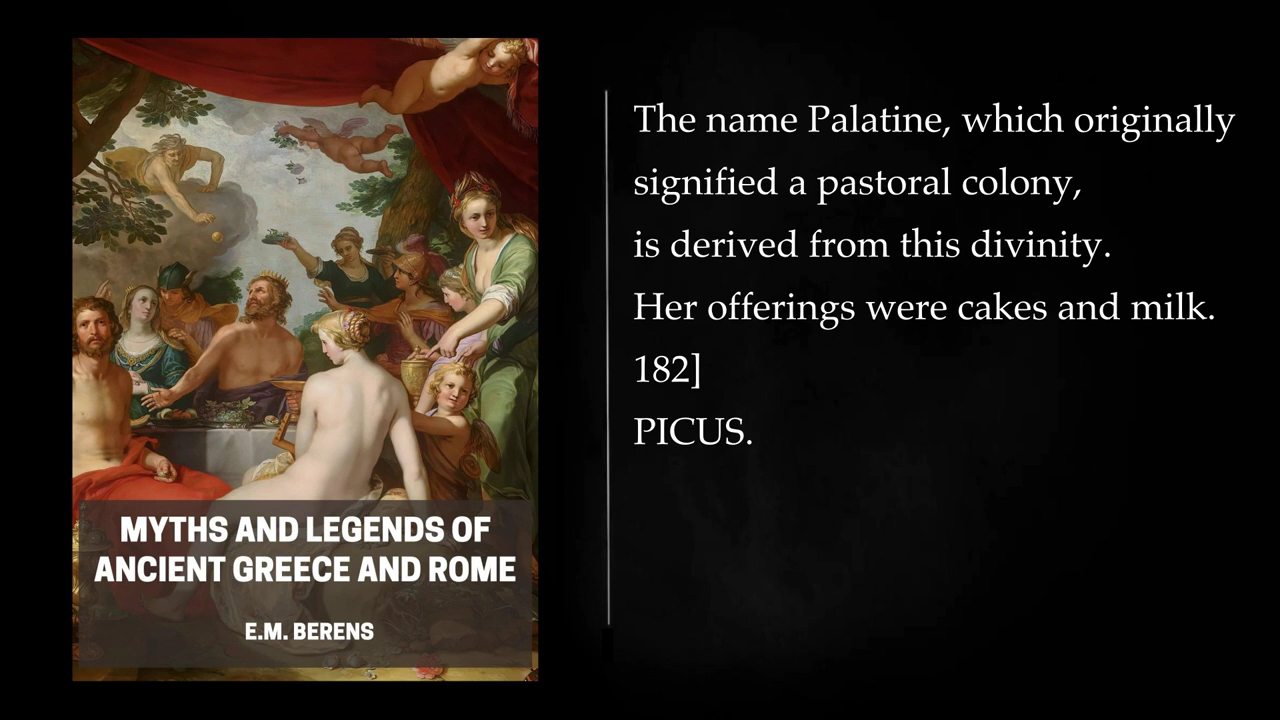 MYTHS AND LEGENDS OF
ANCIENT GREECE AND ROME
E.M. BERENS
The name Palatine, which originally
signified a pastoral colony,
is derived from this divinity.
Her offerings were cakes and milk.
182]
PICUS.